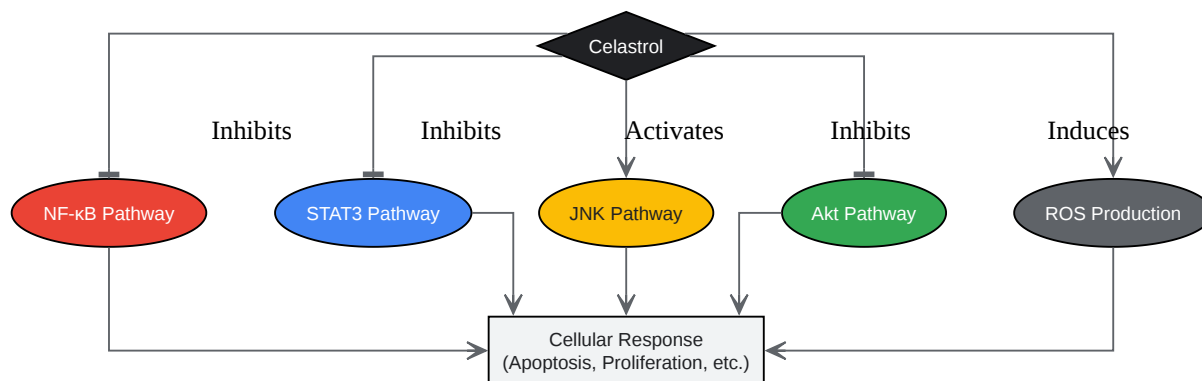 Celastrol
Inhibits
Inhibits
Activates
Inhibits
Induces
NF-κB Pathway
STAT3 Pathway
JNK Pathway
Akt Pathway
ROS Production
Cellular Response
(Apoptosis, Proliferation, etc.)